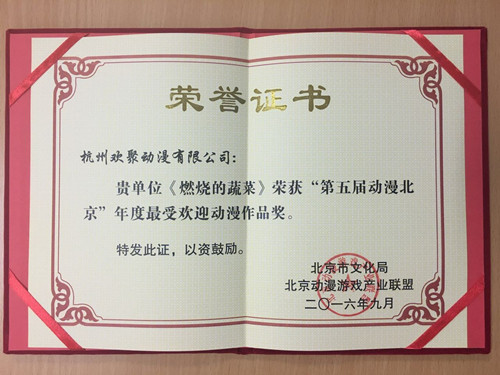 荣誉证书
杭州欢聚动漫有限公司：
贵单位《燃烧的蔬菜》荣获“第五届动漫北
京”年度最受欢迎动漫作品奖。
特发此证，以资鼓励。
北京市文化局
北京动漫游戏产业联盟
二〇一六年九月